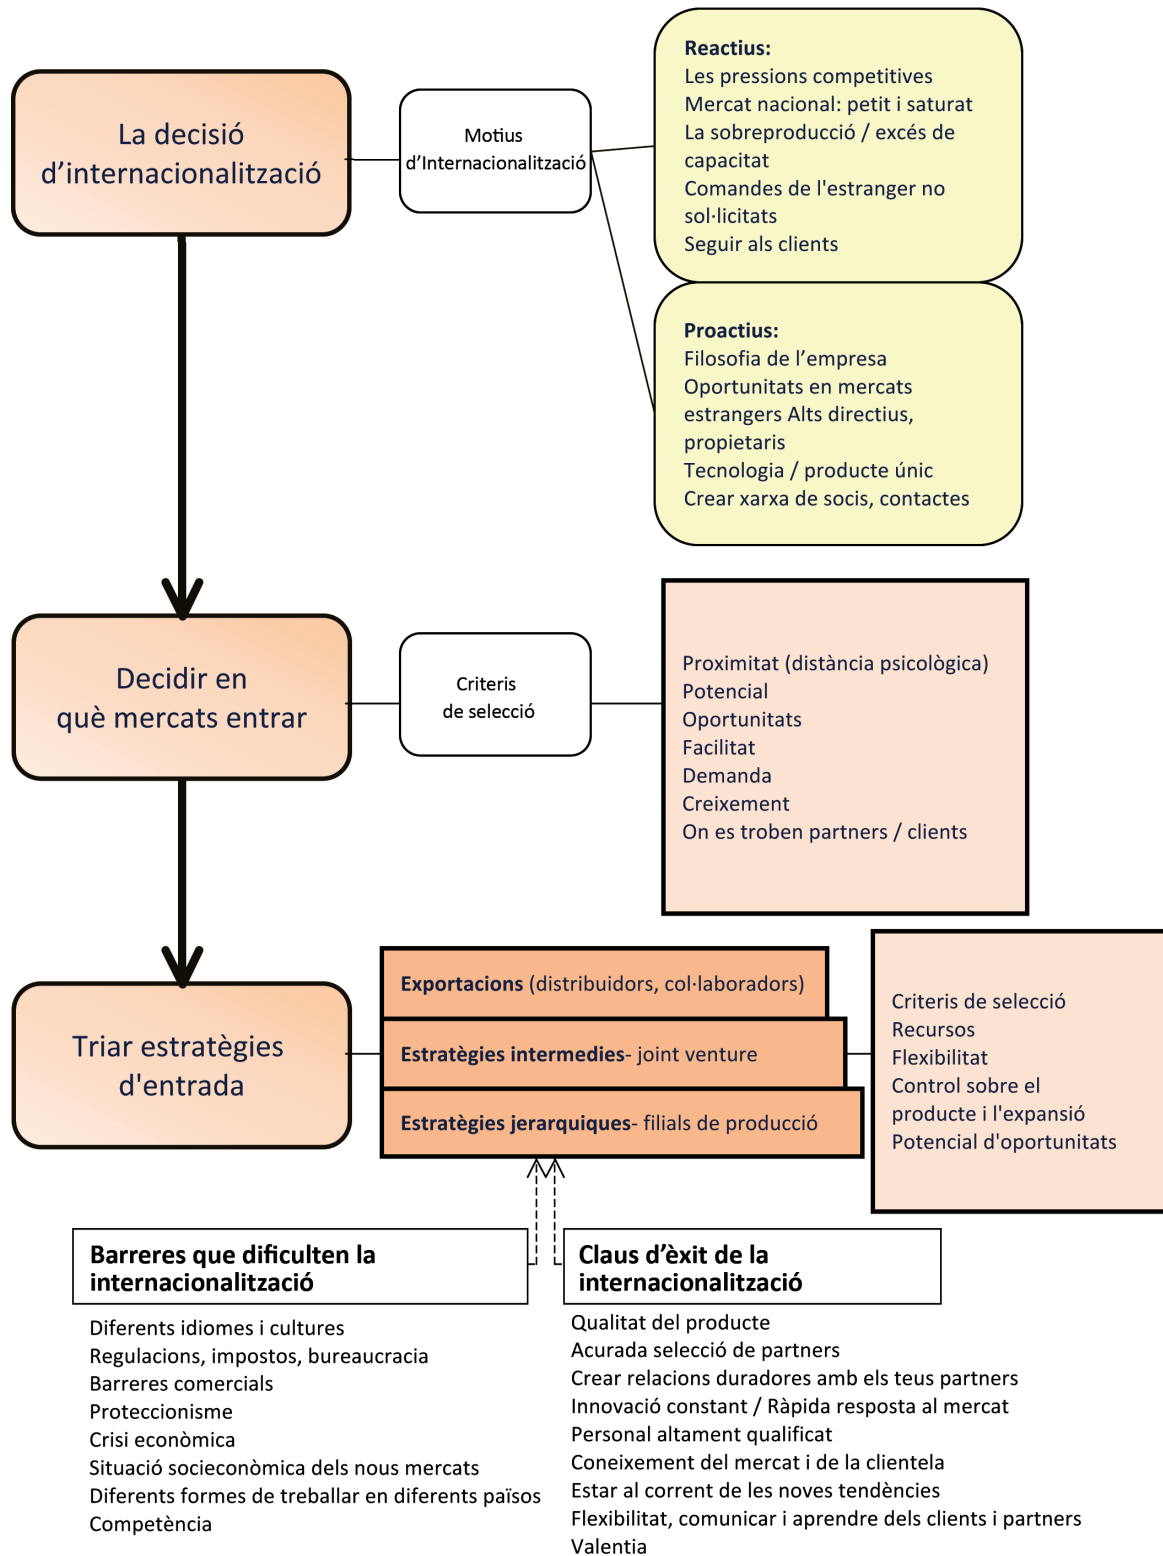 La decisió
d’internacionalització
Motius
d’Internacionalització
Reactius:
Les pressions competitives
Mercat nacional: petit i saturat
La sobreproducció / excés de
capacitat
Comandes de l'estranger no
sol·licitats
Seguir als clients
Proactius:
Filosofia de l’empresa
Oportunitats en mercats
estrangers Alts directius,
propietaris
Tecnologia / producte únic
Crear xarxa de socis, contactes
Decidir en
què mercats entrar
Criteris
de selecció
Proximitat (distància psicològica)
Potencial
Oportunitats
Facilitat
Demanda
Creixement
On es troben partners / clients
Triar estratègies
d'entrada
Exportacions (distribuidors, col·laboradors)
Estratègies intermedies- joint venture
Estratègies jerarquiques- filials de producció
Criteris de selecció
Recursos
Flexibilitat
Control sobre el
producte i l'expansió
Potencial d'oportunitats
Barreres que dificulten la
internacionalització
Diferents idiomes i cultures
Regulacions, impostos, bureaucracia
Barreres comercials
Proteccionisme
Crisi econòmica
Situació socieconòmica dels nous mercats
Diferents formes de treballar en diferents països
Competència
Claus d’èxit de la
internacionalització
Qualitat del producte
Acurada selecció de partners
Crear relacions duradores amb els teus partners
Innovació constant / Ràpida resposta al mercat
Personal altament qualificat
Coneixement del mercat i de la clientela
Estar al corrent de les noves tendències
Flexibilitat, comunicar i aprendre dels clients i partners
Valentia